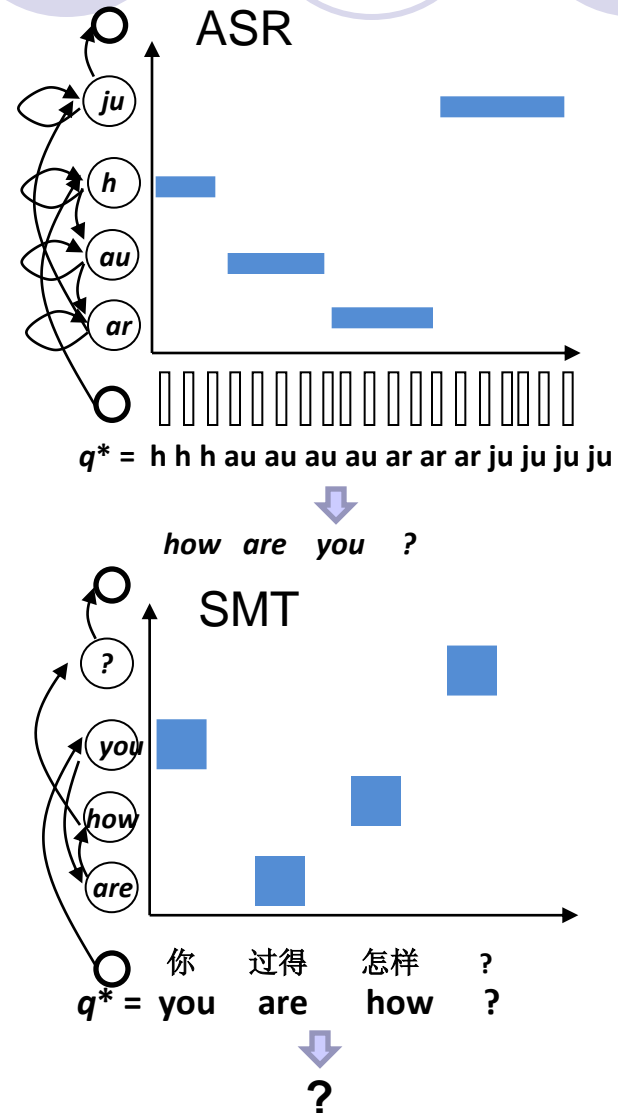 ASR
ju
h
au
ar
q* = h h h au au au au ar ar ar ju ju ju ju
how are you ?
SMT
?
you
how
are
你 过得 怎样 ?
q* = you are how ?
?